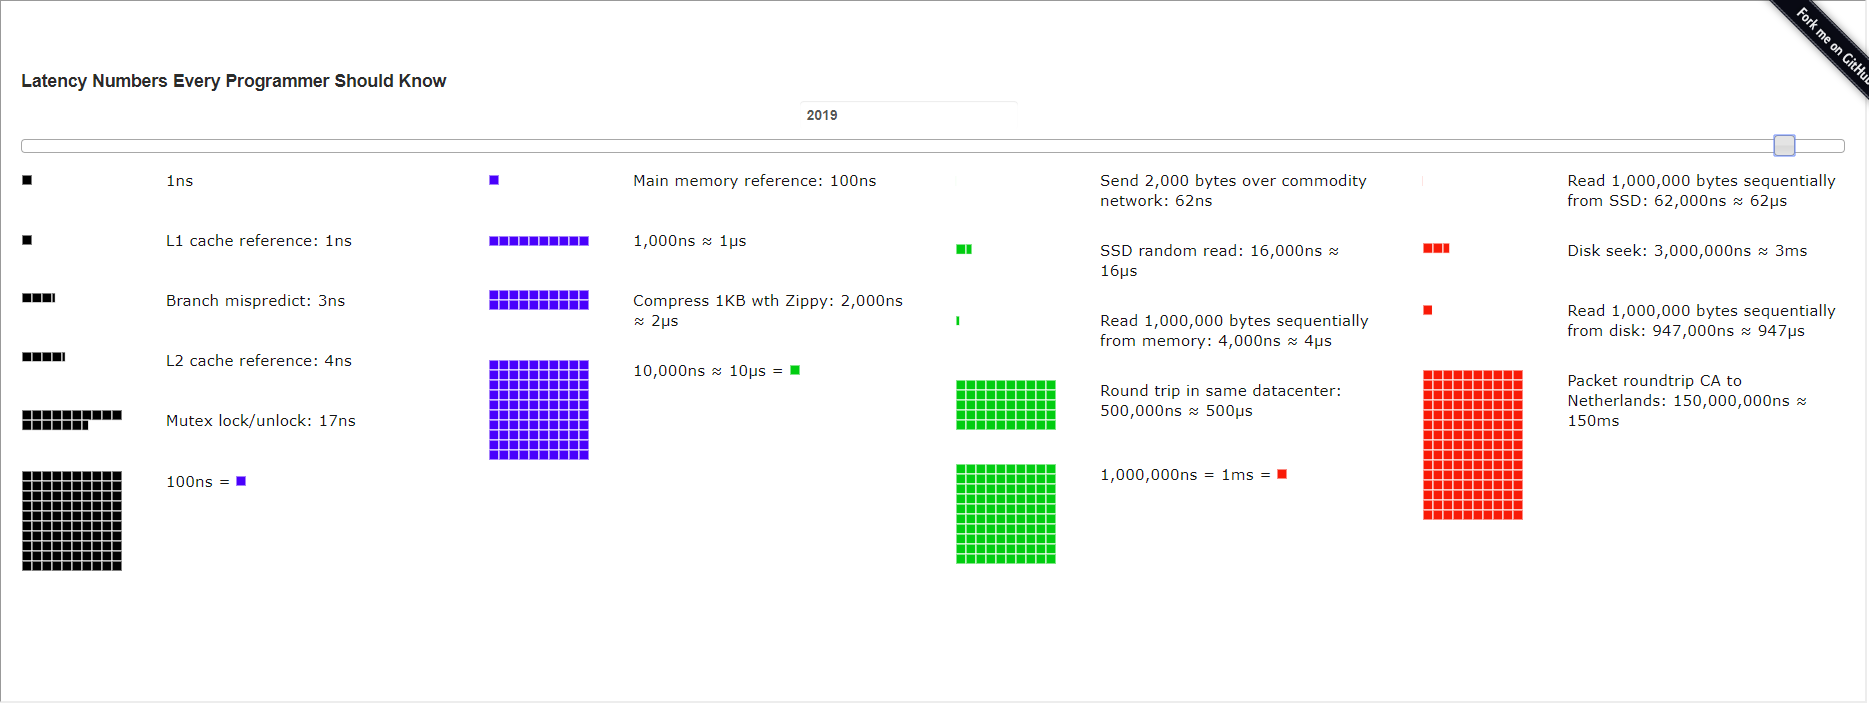 Fork me on GitHub
Latency Numbers Every Programmer Should Know
2019
1ns
L1 cache reference: 1ns
Branch mispredict: 3ns
L2 cache reference: 4ns
Mutex lock/unlock: 17ns
100ns =
Main memory reference: 100ns
1,000ns ≈ 1μs
Compress 1KB wth Zippy: 2,000ns
≈ 2μs
10,000ns ≈ 10μs =
Send 2,000 bytes over commodity
network: 62ns
SSD random read: 16,000ns ≈
16μs
Read 1,000,000 bytes sequentially
from memory: 4,000ns ≈ 4μs
Round trip in same datacenter:
500,000ns ≈ 500μs
1,000,000ns = 1ms =
Read 1,000,000 bytes sequentially
from SSD: 62,000ns ≈ 62μs
Disk seek: 3,000,000ns ≈ 3ms
Read 1,000,000 bytes sequentially
from disk: 947,000ns ≈ 947μs
Packet roundtrip CA to
Netherlands: 150,000,000ns ≈
150ms